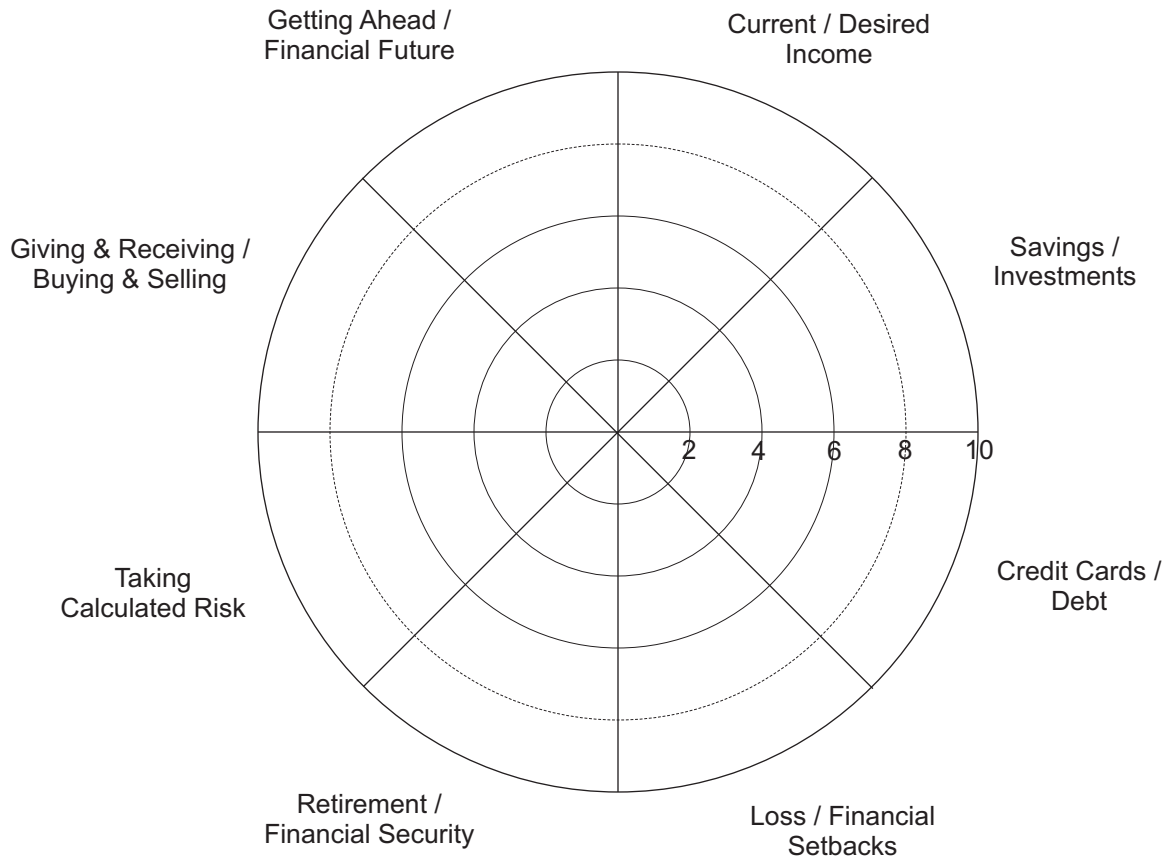 Getting Ahead /
Financial Future
Current / Desired
Income
Giving & Receiving /
Buying & Selling
Savings /
Investments
2 4 6 8 10
Taking
Calculated Risk
Credit Cards /
Debt
Retirement /
Financial Security
Loss / Financial
Setbacks